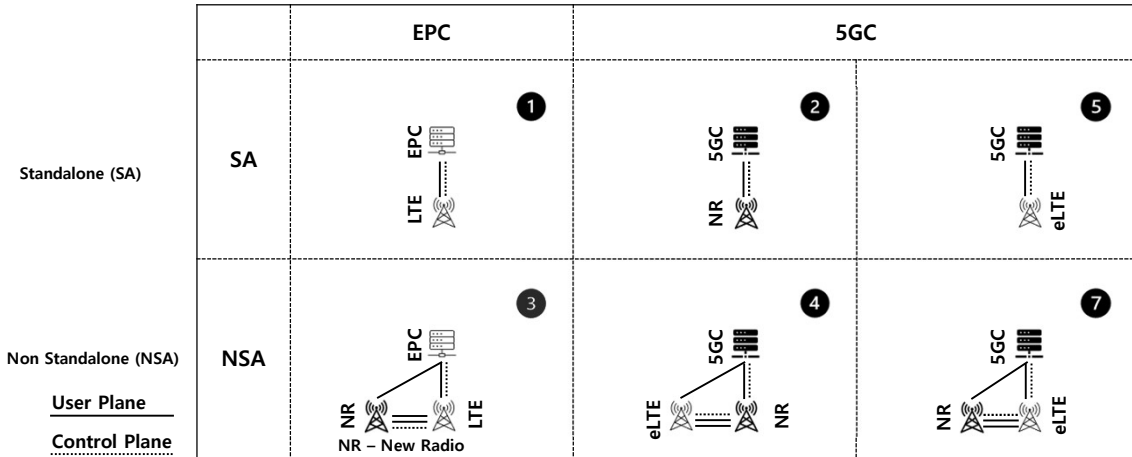 EPC
5GC
Standalone (SA)
SA
1
EPC
LTE
2
5GC
NR
5
5GC
eLTE
Non Standalone (NSA)
NSA
3
EPC
NR
LTE
NR – New Radio
4
5GC
eLTE
NR
7
5GC
NR
eLTE
User Plane
Control Plane